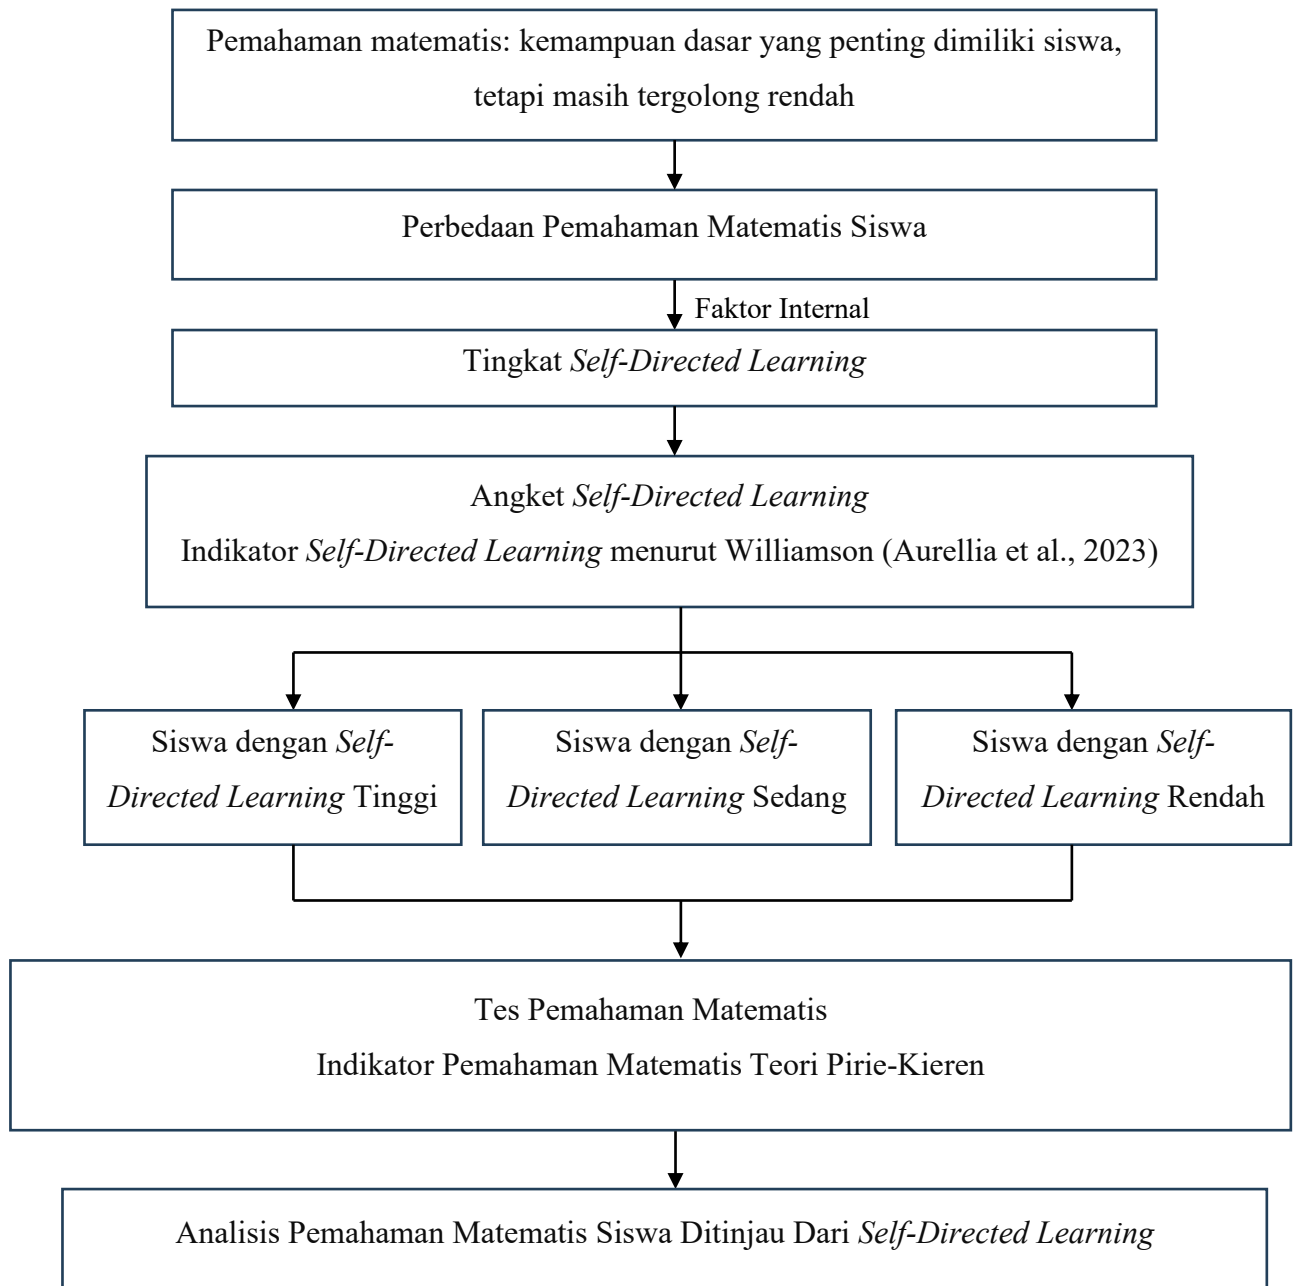 Pemahaman matematis: kemampuan dasar yang penting dimiliki siswa,
tetapi masih tergolong rendah
Perbedaan Pemahaman Matematis Siswa
Faktor Internal
Tingkat Self-Directed Learning
Angket Self-Directed Learning
Indikator Self-Directed Learning menurut Williamson (Aurellia et al., 2023)
Siswa dengan Self-
Directed Learning Tinggi
Siswa dengan Self-
Directed Learning Sedang
Siswa dengan Self-
Directed Learning Rendah
Tes Pemahaman Matematis
Indikator Pemahaman Matematis Teori Pirie-Kieren
Analisis Pemahaman Matematis Siswa Ditinjau Dari Self-Directed Learning